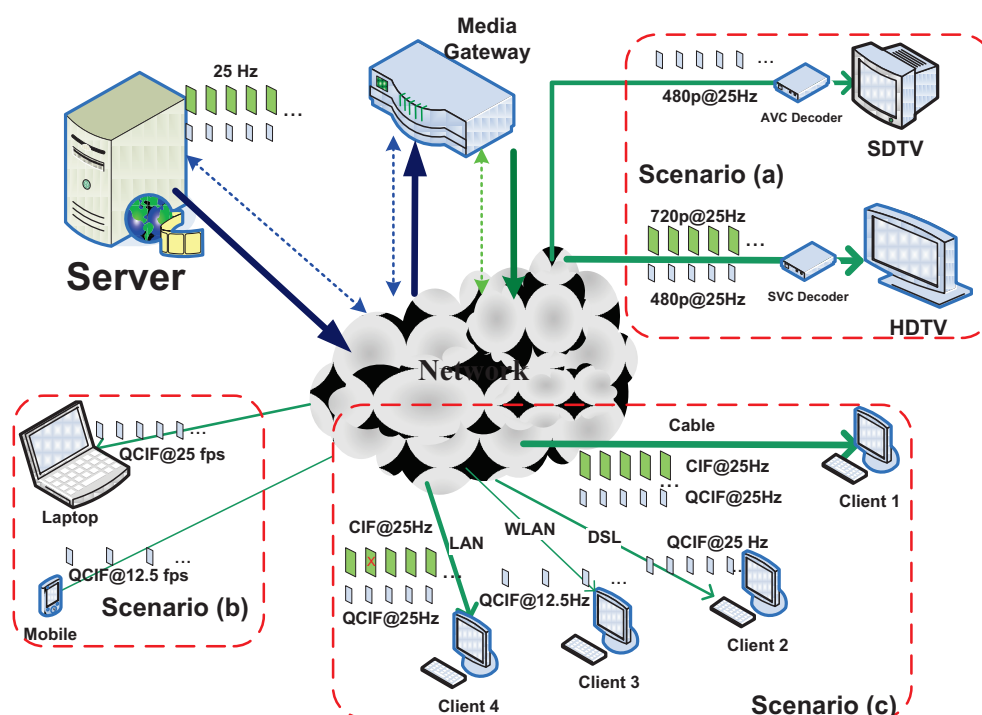 Media
Gateway
25 Hz
...
Server
...
480p@25Hz
AVC Decoder
SDTV
Scenario (a)
720p@25Hz
...
480p@25Hz
SVC Decoder
HDTV
Network
...
QCIF@25 fps
Laptop
QCIF@12.5 fps
...
Mobile
Scenario (b)
Cable
CIF@25Hz
...
QCIF@25Hz
Client 1
CIF@25Hz
LAN
WLAN
DSL
X
...
QCIF@25Hz
QCIF@12.5Hz
...
QCIF@25 Hz
...
Client 2
Client 3
Client 4
Scenario (c)